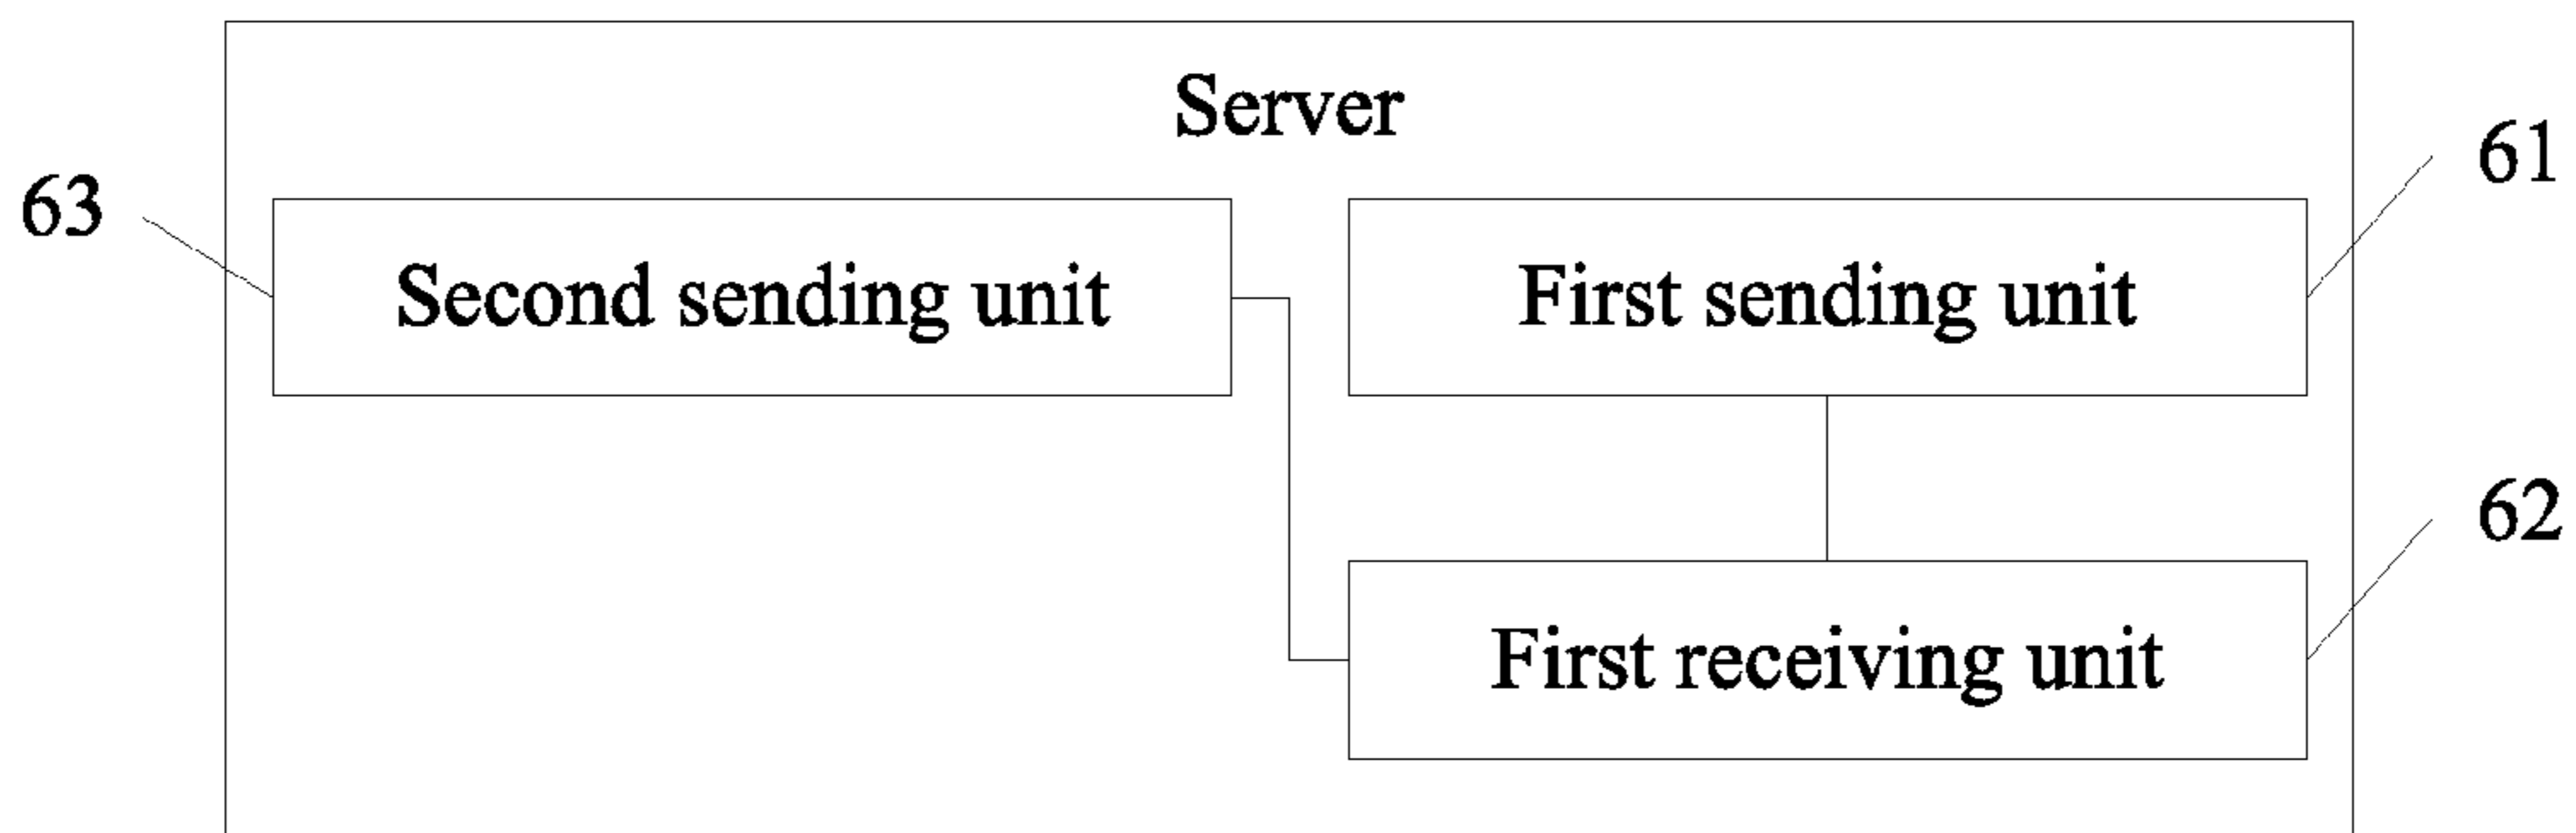 Server
61
63
Second sending unit
First sending unit
62
First receiving unit